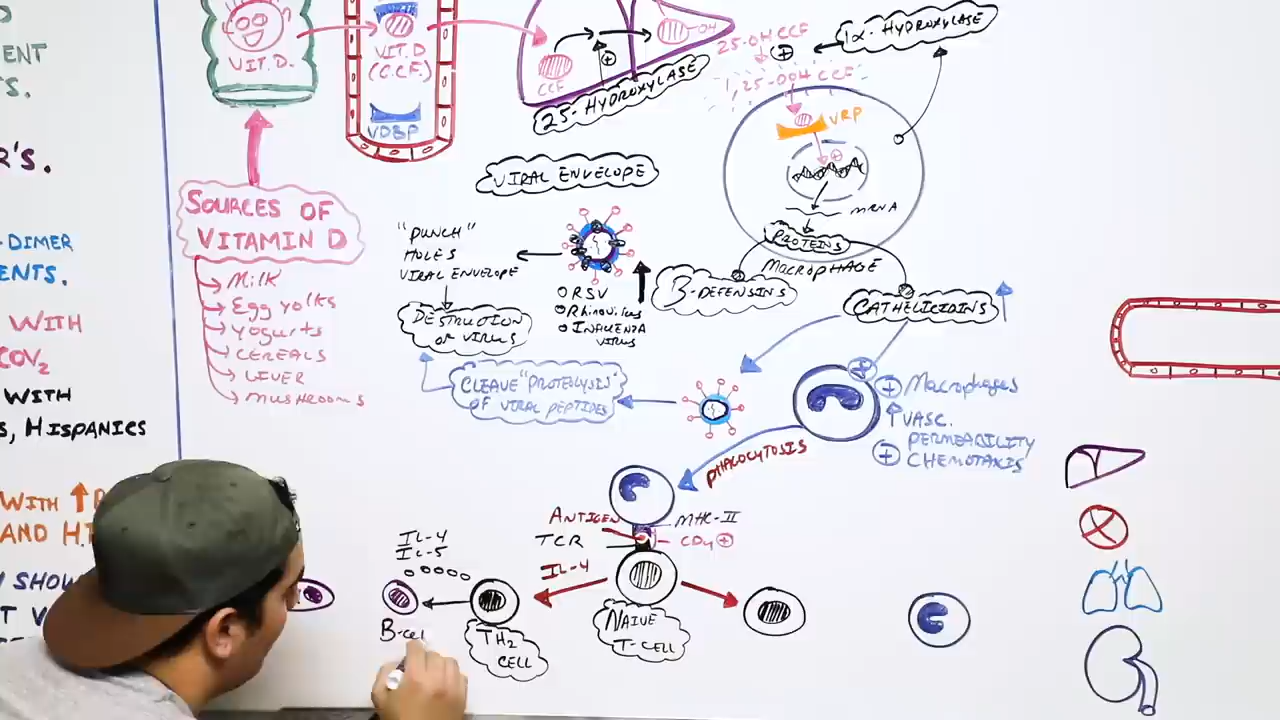 ENT
TS.
R'S.
-DIMER
ENTS.
WITH
COV2
WITH
S, HISPANICS
WITH ↑
AND H.T
SHOU
T V
VIT. D.
VIT. D
(C.C.F.)
VDBP
CCF
-OH
25-HYDROXYLASE
25-OH CCF
+
1α-HYDROXYLASE
1,25-OOH CCF
VRP
mRNA
PROTEINS
MACROPHAGE
B-DEFENSINS
CATHELICIDINS
SOURCES OF
VITAMIN D
MilK
Egg yolks
Yogurts
CEREALS
LIVER
MUSHROOMS
VIRAL ENVELOPE
"PUNCH"
HOLES
VIRAL ENVELOPE
DESTRUCTION
OF VIRUS
RSV
Rhinovirus
INFLUENZA
VIRUS
CLEAVE "PROTEOLYSIS"
OF VIRAL PEPTIDES
+ Macrophages
↑ VASC.
PERMEABILITY
+ CHEMOTAXIS
PHAGOCYTOSIS
ANTIGEN
MHC-II
TCR
CD4 +
IL-4
IL-4
IL-5
B-cel
TH2
CELL
NAIVE
T-CELL